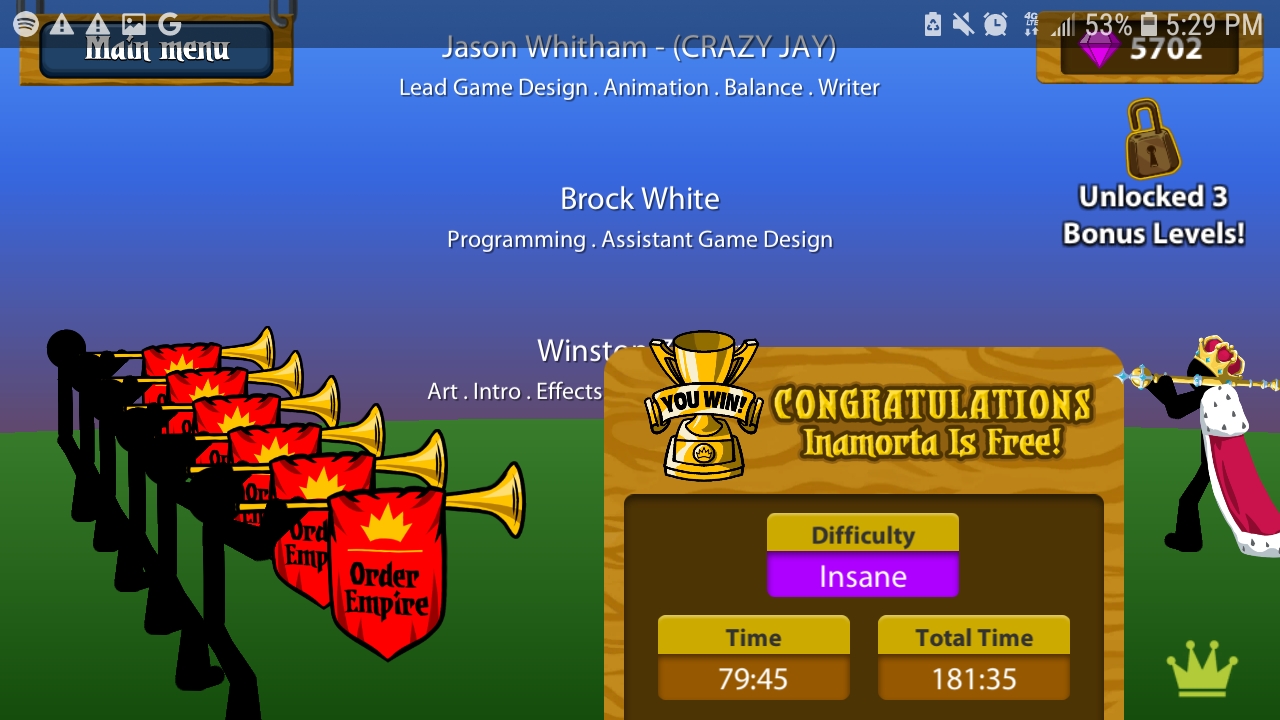 53% 5:29 PM
4G
LTE
Main menu
5702
Jason Whitham - (CRAZY JAY)
Lead Game Design . Animation . Balance . Writer
Unlocked 3
Bonus Levels!
Brock White
Programming . Assistant Game Design
Art . Intro . Effects
YOU WIN!
CONGRATULATIONS
Inamorta Is Free!
Difficulty
Insane
Time
79:45
Total Time
181:35
Order
Empire